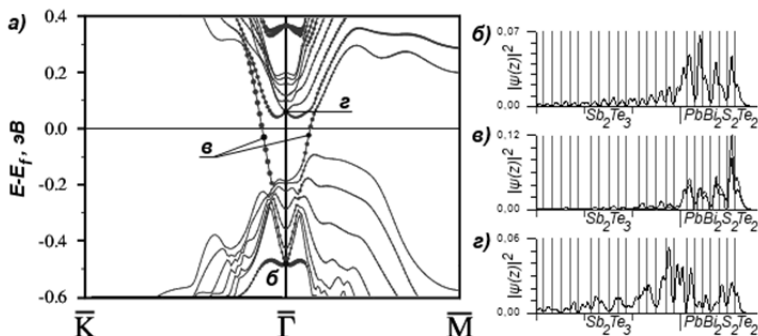 а)
E-E_f, эВ
0.4
0.2
0.0
-0.2
-0.4
-0.6
в
г
б
K̅
Γ̅
M̅
б)
|ψ(z)|²
0.07
0.00
Sb₂Te₃
PbBi₂S₂Te₂
в)
|ψ(z)|²
0.12
0.00
Sb₂Te₃
PbBi₂S₂Te₂
г)
|ψ(z)|²
0.06
0.00
Sb₂Te₃
PbBi₂S₂Te₂